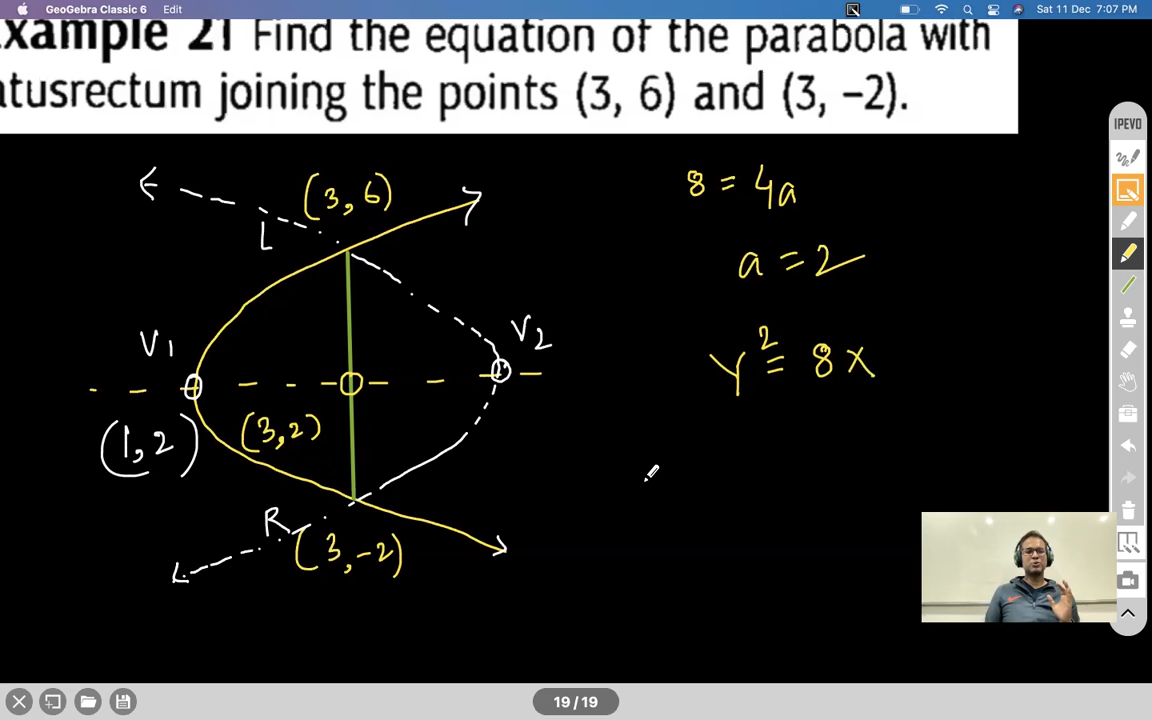 GeoGebra Classic 6 Edit Sat 11 Dec 7:07 PM
xample 21 Find the equation of the parabola with
atusrectum joining the points (3, 6) and (3, −2).
IPEVO
(3, 6)
L
V1
V2
(1, 2)
(3, 2)
R
(3, -2)
8 = 4a
a = 2
Y² = 8X
19 / 19